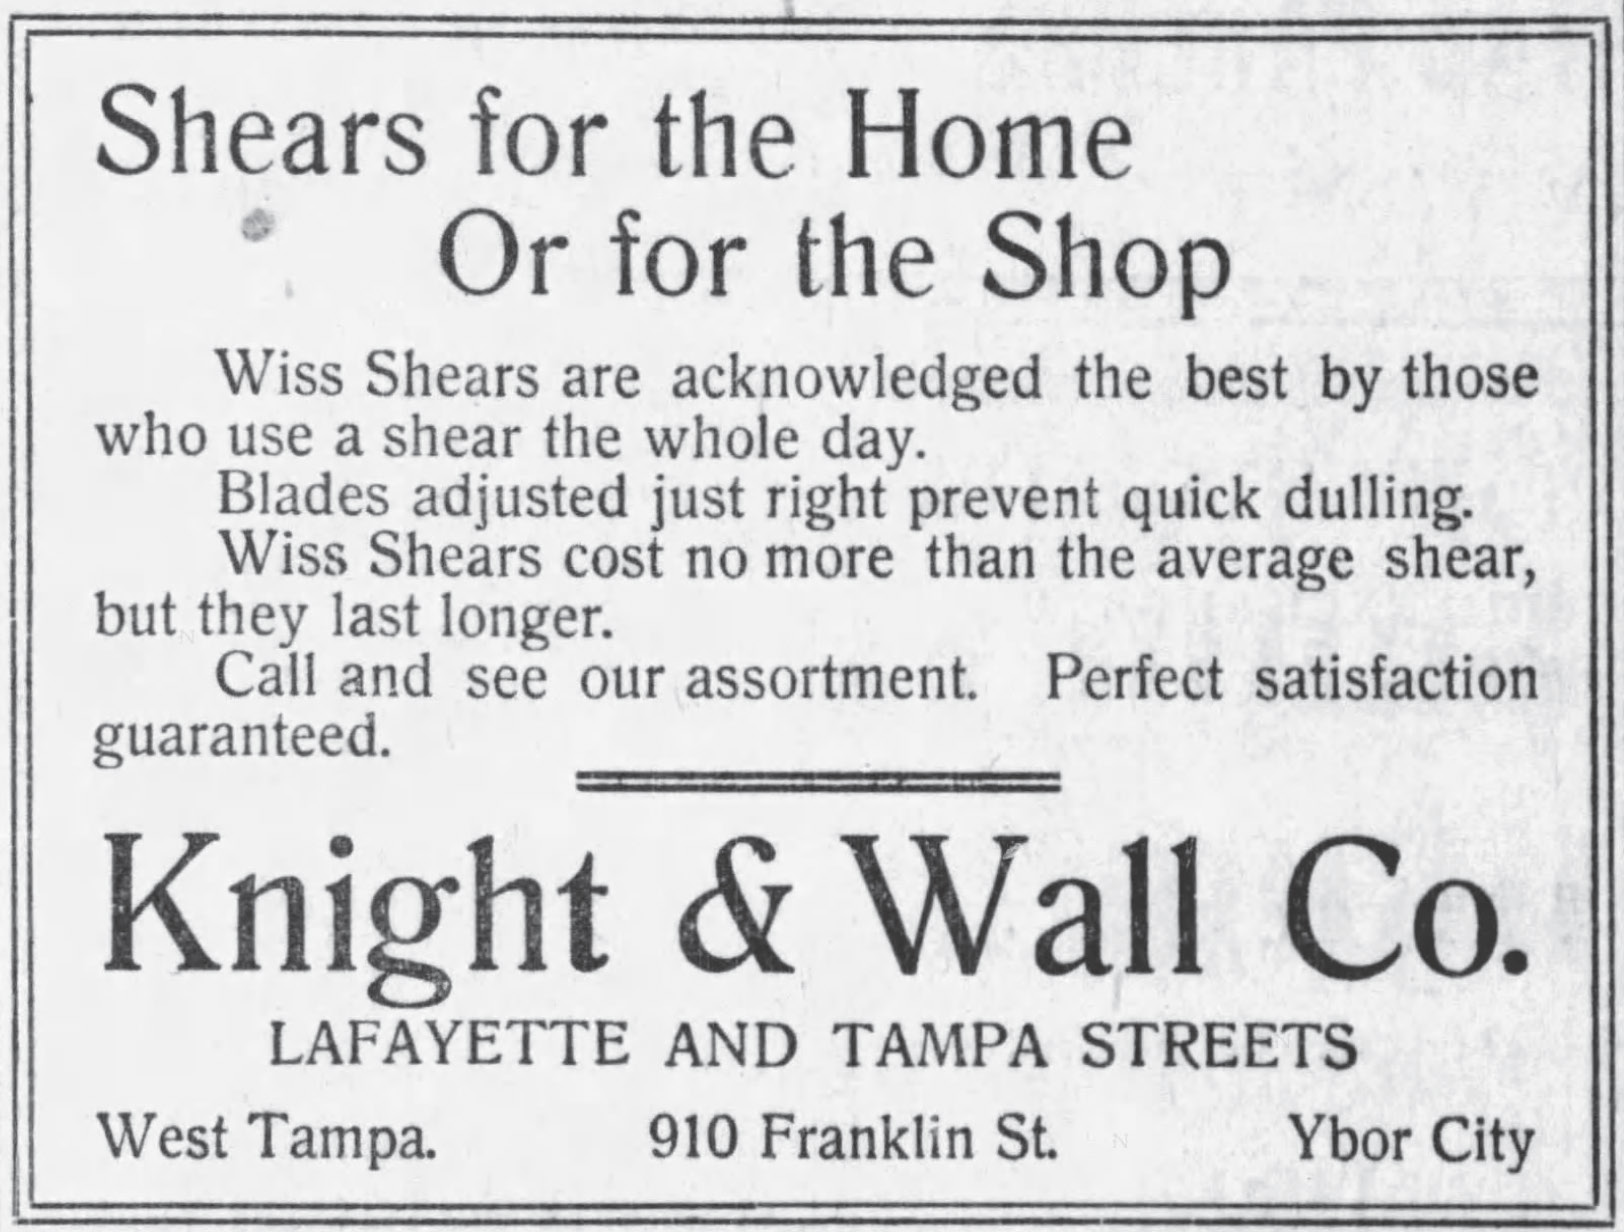 Shears for the Home
Or for the Shop
Wiss Shears are acknowledged the best by those
who use a shear the whole day.
Blades adjusted just right prevent quick dulling.
Wiss Shears cost no more than the average shear,
but they last longer.
Call and see our assortment. Perfect satisfaction
guaranteed.
Knight & Wall Co.
LAFAYETTE AND TAMPA STREETS
West Tampa. 910 Franklin St. Ybor City